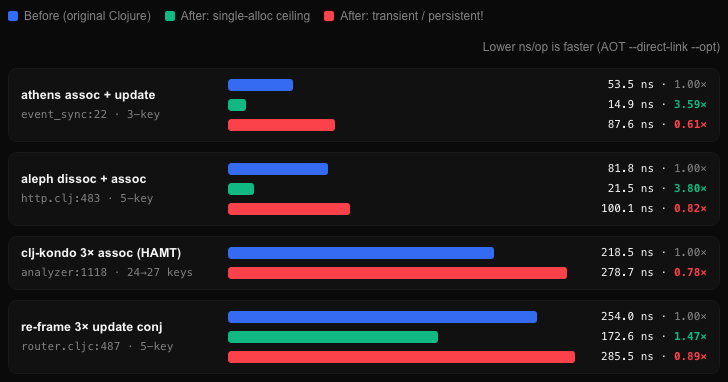 Before (original Clojure) After: single-alloc ceiling After: transient / persistent!
Lower ns/op is faster (AOT --direct-link --opt)
athens assoc + update
event_sync:22 · 3-key
53.5 ns · 1.00×
14.9 ns · 3.59×
87.6 ns · 0.61×
aleph dissoc + assoc
http.clj:483 · 5-key
81.8 ns · 1.00×
21.5 ns · 3.80×
100.1 ns · 0.82×
clj-kondo 3× assoc (HAMT)
analyzer:1118 · 24→27 keys
218.5 ns · 1.00×
278.7 ns · 0.78×
re-frame 3× update conj
router.cljc:487 · 5-key
254.0 ns · 1.00×
172.6 ns · 1.47×
285.5 ns · 0.89×